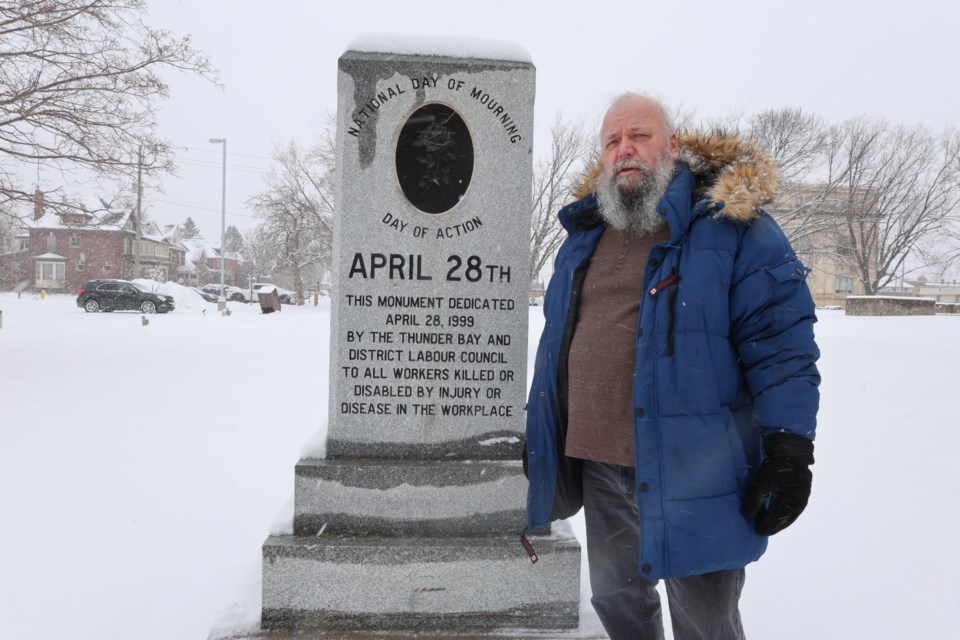 NATIONAL DAY OF MOURNING
DAY OF ACTION
APRIL 28TH
THIS MONUMENT DEDICATED
APRIL 28, 1999
BY THE THUNDER BAY AND
DISTRICT LABOUR COUNCIL
TO ALL WORKERS KILLED OR
DISABLED BY INJURY OR
DISEASE IN THE WORKPLACE